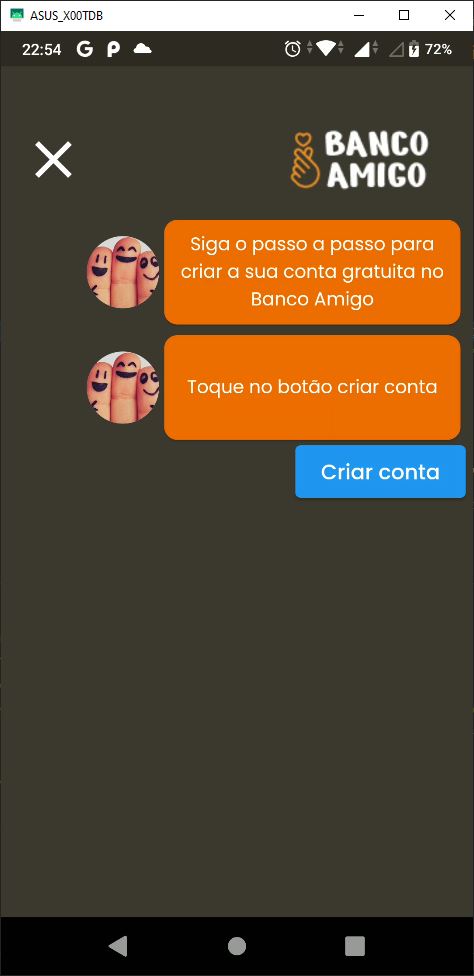 ASUS_X00TDB
22:54 G P 72%
BANCO
AMIGO
Siga o passo a passo para
criar a sua conta gratuita no
Banco Amigo
Toque no botão criar conta
Criar conta